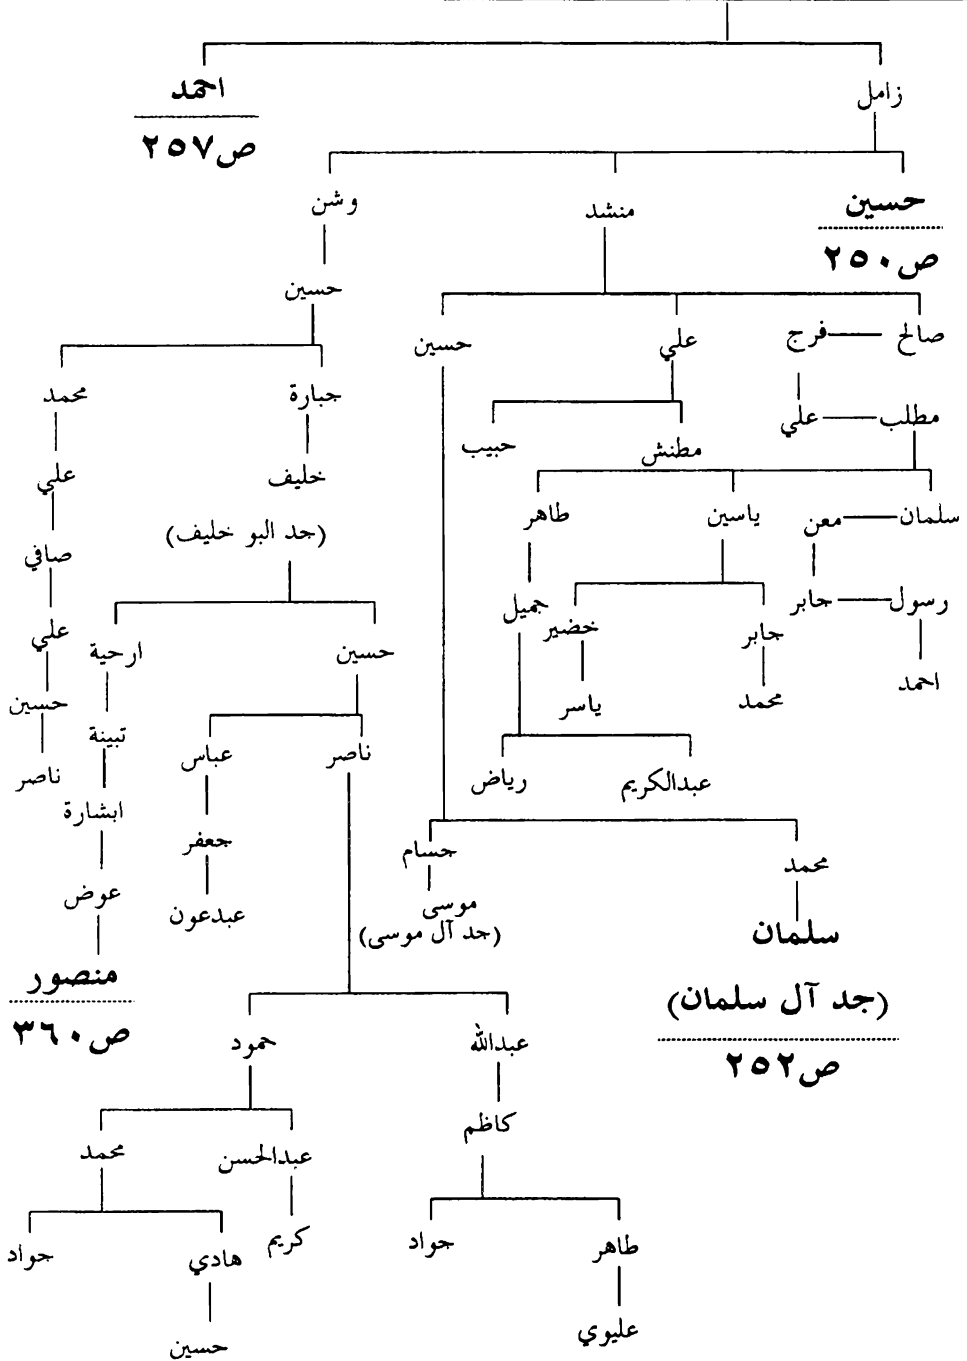 احمد
ص٢٥٧
زامل
حسين
ص٢٥٠
منشد
وشن
حسين
صالح
فرج
علي
حسين
جبارة
محمد
مطلب
علي
مطنش
حبيب
خليف
علي
سلمان
معن
ياسين
طاهر
(جد البو خليف)
صافي
رسول
جابر
جابر
خضير
جميل
حسين
ارحية
علي
احمد
محمد
ياسر
حسين
تبينة
عبدالكريم
رياض
ناصر
عباس
ناصر
ابشارة
محمد
حسام
جعفر
عوض
موسى
(جد آل موسى)
عبدعون
سلمان
(جد آل سلمان)
ص٢٥٢
منصور
ص٣٦٠
عبدالله
حمود
كاظم
عبدالحسن
محمد
طاهر
جواد
كريم
هادي
جواد
عليوي
حسين